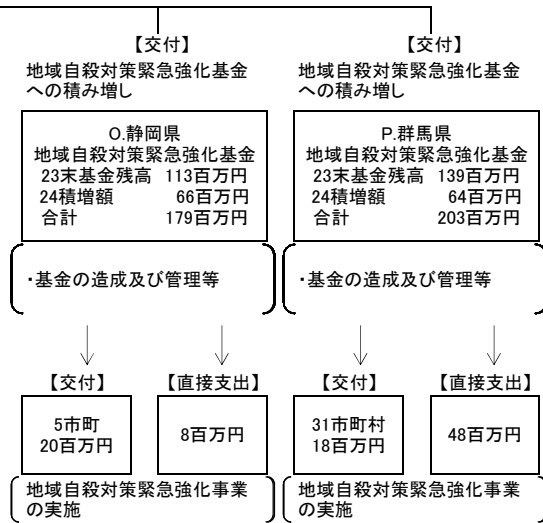 【交付】
地域自殺対策緊急強化基金
への積み増し
O.静岡県
地域自殺対策緊急強化基金
23末基金残高 113百万円
24積増額 66百万円
合計 179百万円
・基金の造成及び管理等
【交付】
5市町
20百万円
【直接支出】
8百万円
地域自殺対策緊急強化事業
の実施
【交付】
地域自殺対策緊急強化基金
への積み増し
P.群馬県
地域自殺対策緊急強化基金
23末基金残高 139百万円
24積増額 64百万円
合計 203百万円
・基金の造成及び管理等
【交付】
31市町村
18百万円
【直接支出】
48百万円
地域自殺対策緊急強化事業
の実施